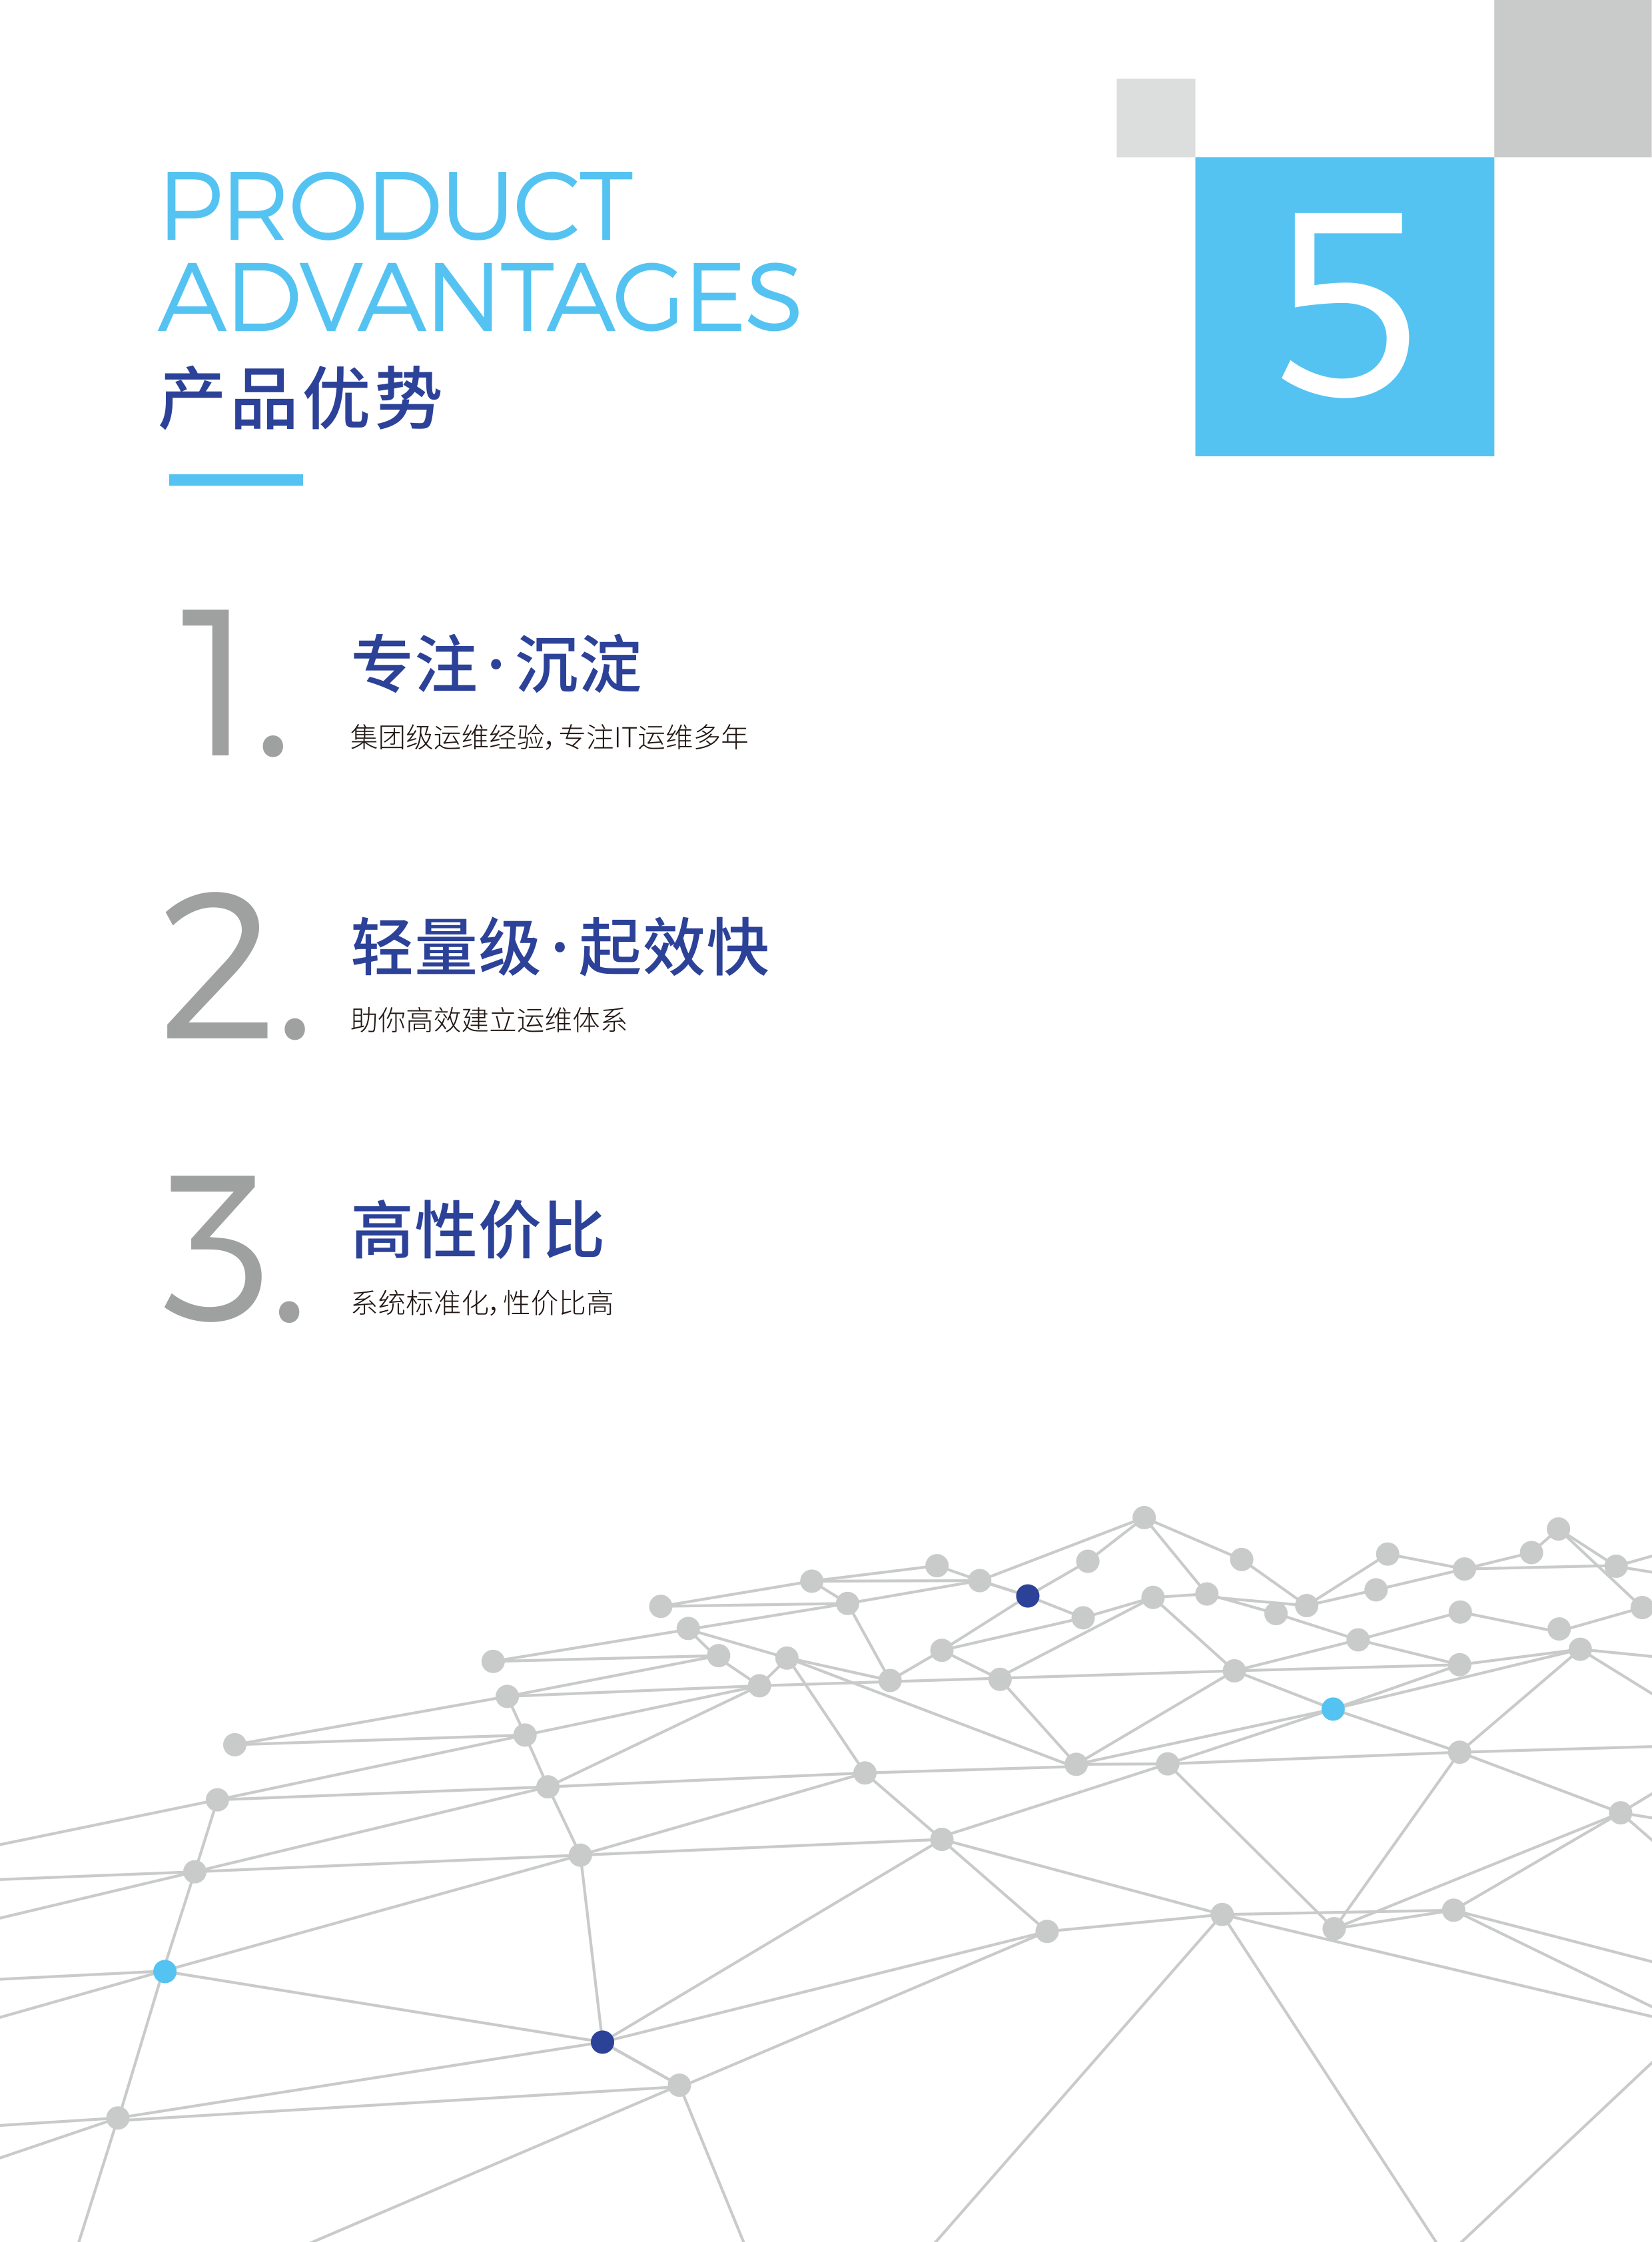 5
PRODUCT
ADVANTAGES
产品优势
1.
专注·沉淀
集团级运维经验,专注IT运维多年
2.
轻量级·起效快
助你高效建立运维体系
3.
高性价比
系统标准化,性价比高